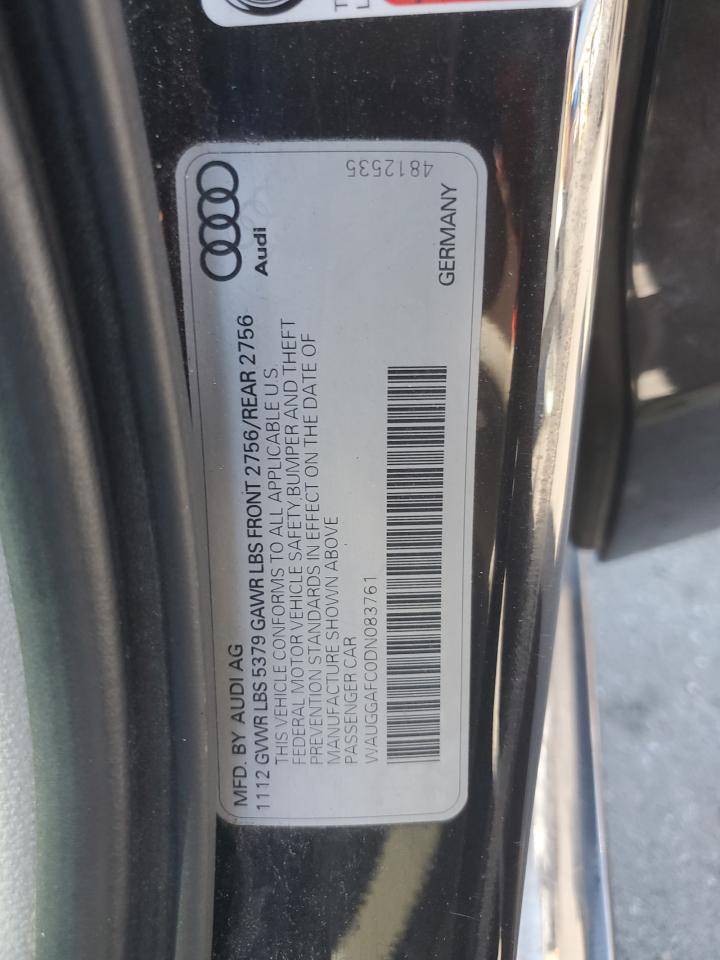 Audi
MFD. BY AUDI AG
1112 GVWR LBS 5379 GAWR LBS FRONT 2756/REAR 2756
THIS VEHICLE CONFORMS TO ALL APPLICABLE U.S.
FEDERAL MOTOR VEHICLE SAFETY, BUMPER AND THEFT
PREVENTION STANDARDS IN EFFECT ON THE DATE OF
MANUFACTURE SHOWN ABOVE
PASSENGER CAR
WAUGGAFC0DN083761
GERMANY
4812535